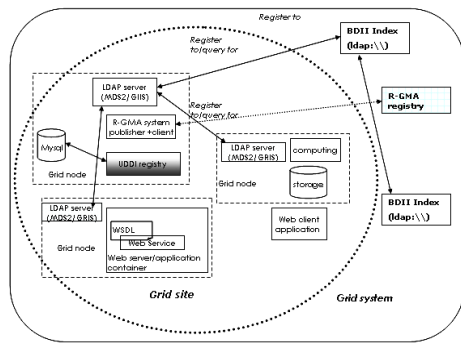 Register to
Register
to/query for
BDII Index
(ldap:\\)
LDAP server
(MDS2/GIIS)
Register
to/query for
R-GMA system
publisher +client
R-GMA
registry
Mysql
UDDI registry
Grid node
LDAP server
(MDS2/GRIS)
computing
Grid node
storage
LDAP server
(MDS2/GRIS)
WSDL
Web Service
Grid node
Web server/application
container
Web client
application
BDII Index
(ldap:\\)
Grid site
Grid system